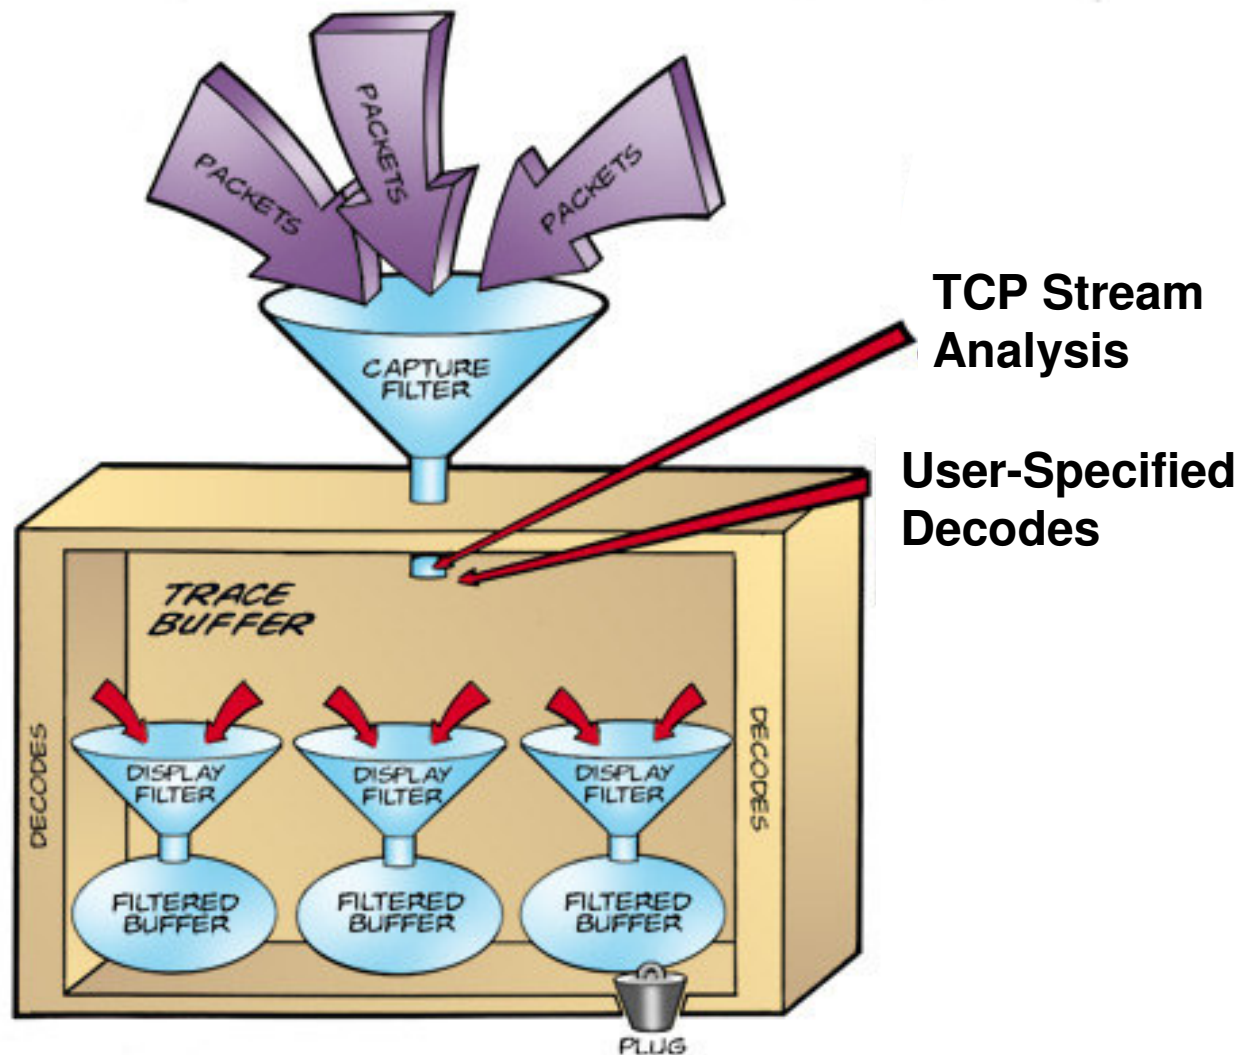 PACKETS
PACKETS
PACKETS
CAPTURE
FILTER
TCP Stream
Analysis
User-Specified
Decodes
TRACE
BUFFER
DECODES
DECODES
DISPLAY
FILTER
DISPLAY
FILTER
DISPLAY
FILTER
FILTERED
BUFFER
FILTERED
BUFFER
FILTERED
BUFFER
PLUG